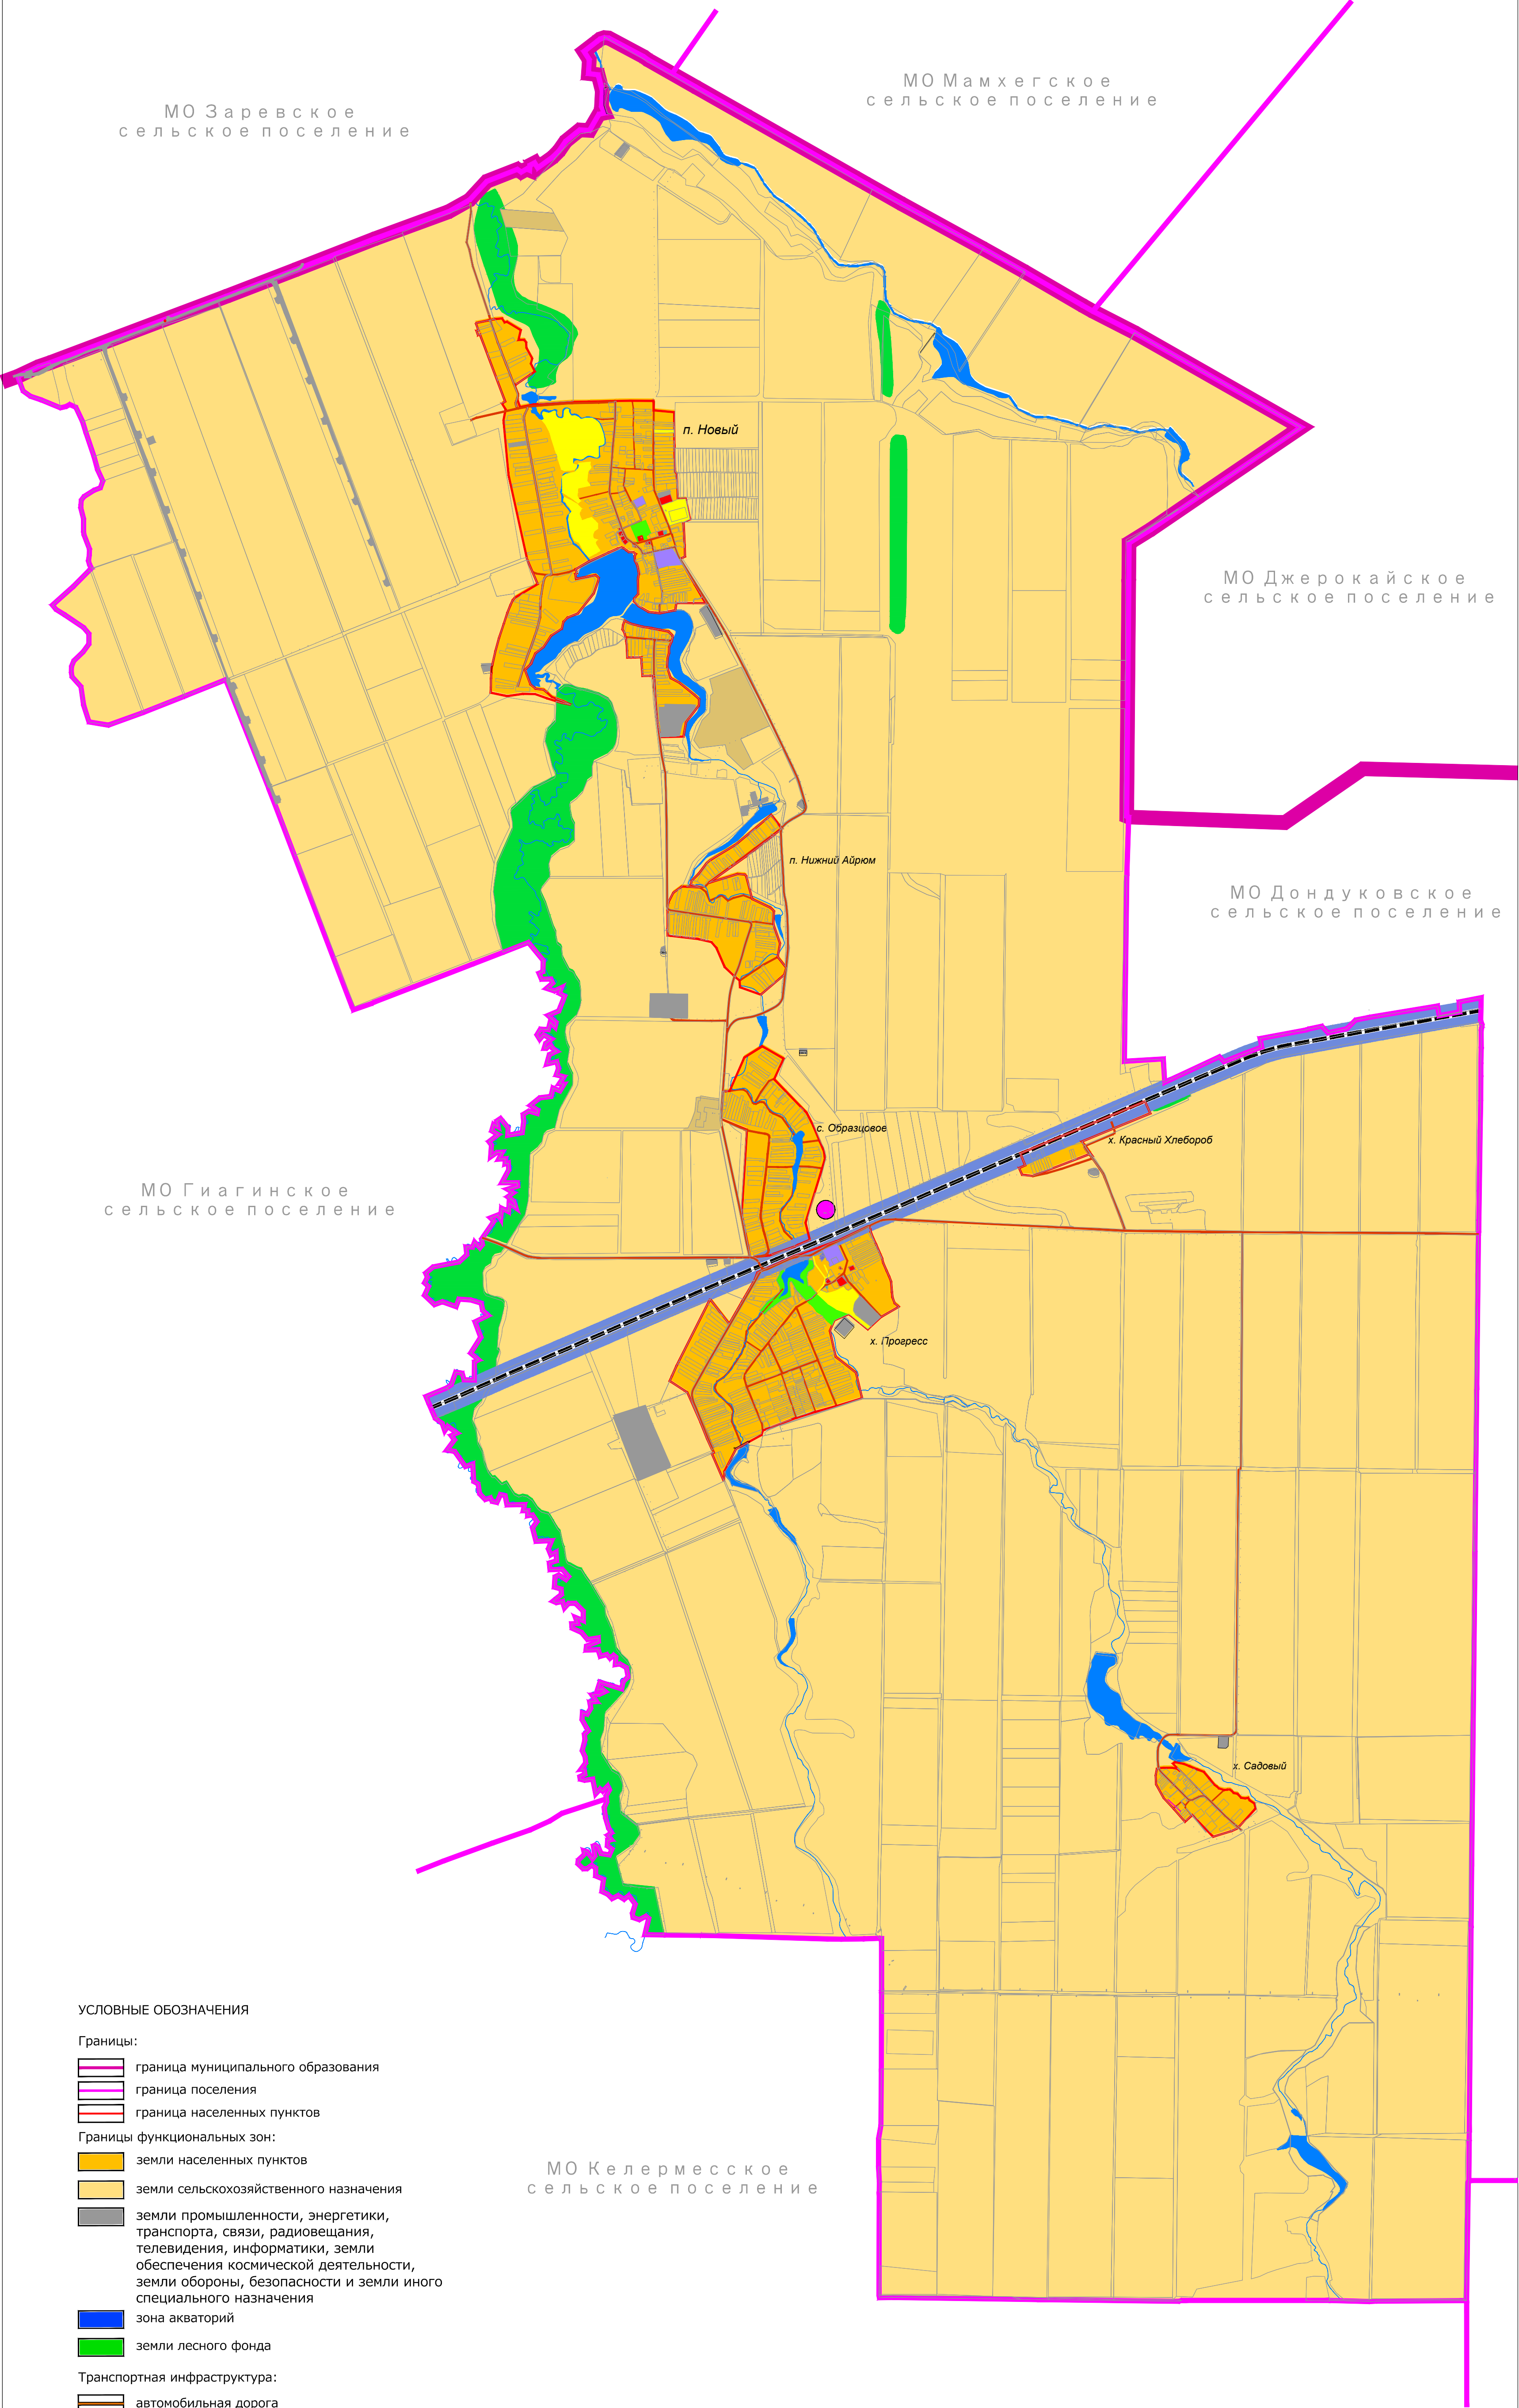 МО Заревское
сельское поселение
МО Мамхегское
сельское поселение
п. Новый
МО Джерокайское
сельское поселение
п. Нижний Айрюм
МО Дондуковское
сельское поселение
с. Образцовое
х. Красный Хлебороб
МО Гиагинское
сельское поселение
х. Прогресс
х. Садовый
УСЛОВНЫЕ ОБОЗНАЧЕНИЯ
Границы:
граница муниципального образования
граница поселения
граница населенных пунктов
Границы функциональных зон:
земли населенных пунктов
земли сельскохозяйственного назначения
земли промышленности, энергетики,
транспорта, связи, радиовещания,
телевидения, информатики, земли
обеспечения космической деятельности,
земли обороны, безопасности и земли иного
специального назначения
зона акваторий
земли лесного фонда
Транспортная инфраструктура:
автомобильная дорога
МО Келермесское
сельское поселение